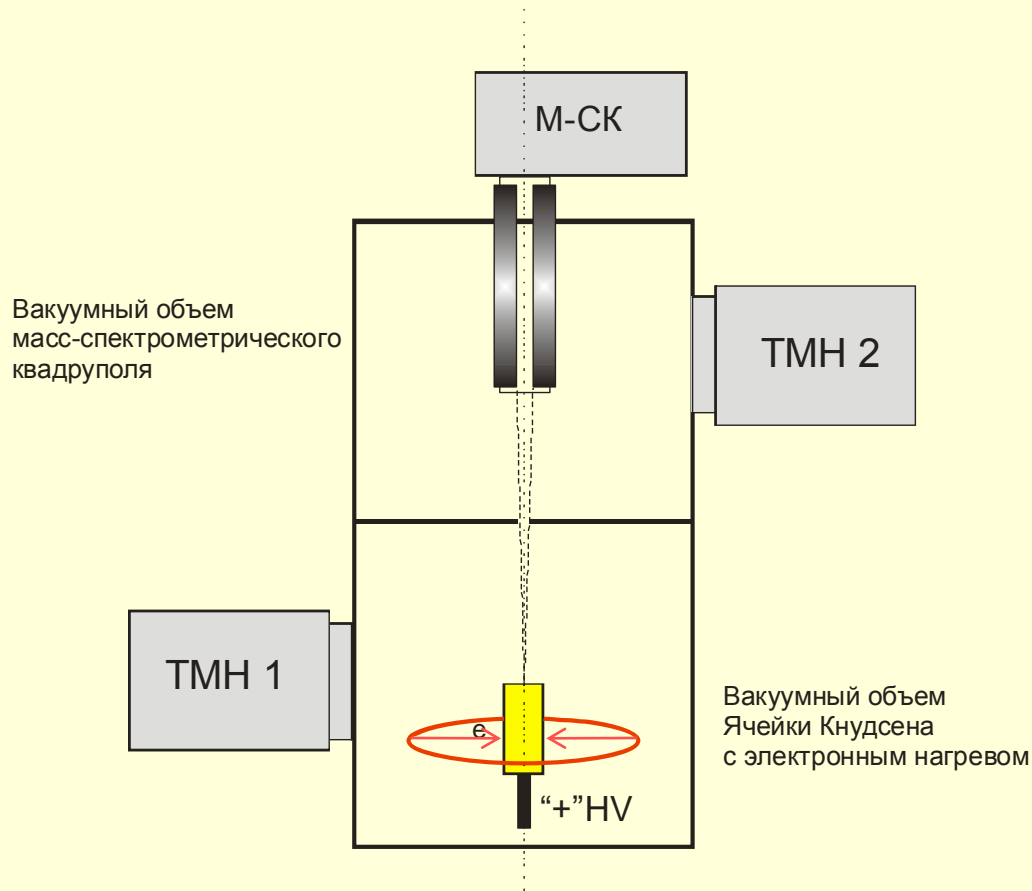 М-СК
Вакуумный объем
масс-спектрометрического
квадруполя
ТМН 2
ТМН 1
Вакуумный объем
Ячейки Кнудсена
с электронным нагревом
e
“+”HV